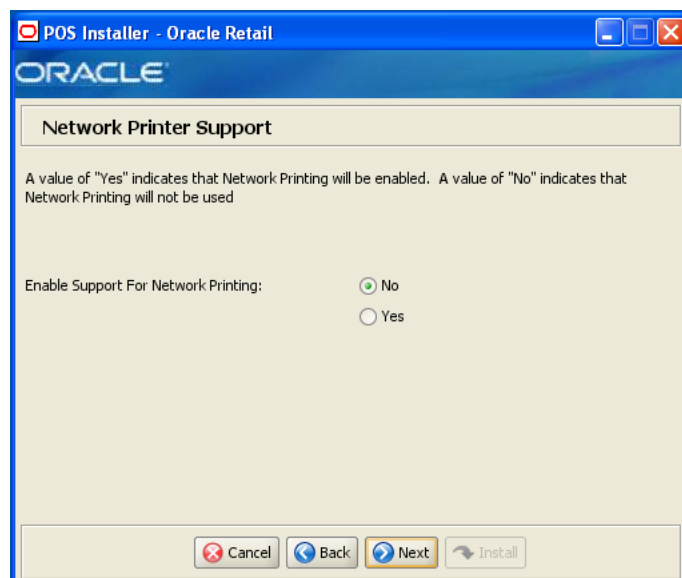 POS Installer - Oracle Retail
ORACLE
Network Printer Support
A value of "Yes" indicates that Network Printing will be enabled. A value of "No" indicates that
Network Printing will not be used
Enable Support For Network Printing:
No
Yes
Cancel
Back
Next
Install